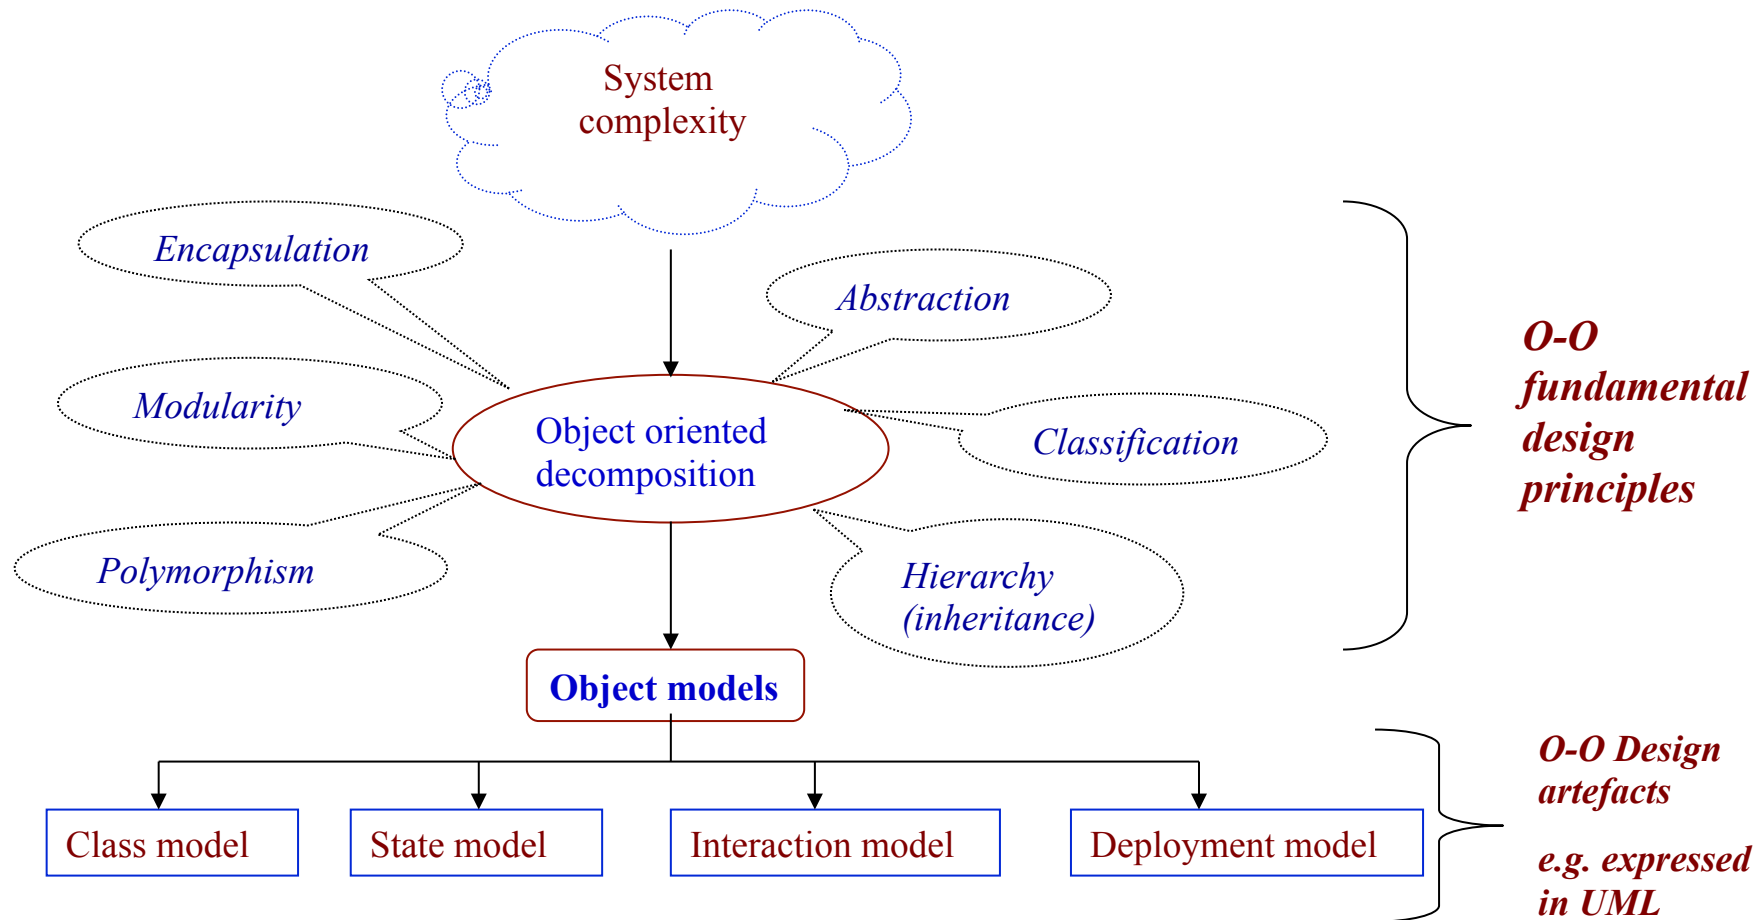 System
complexity
Encapsulation
Abstraction
Modularity
Object oriented
decomposition
Classification
Polymorphism
Hierarchy
(inheritance)
O-O
fundamental
design
principles
Object models
Class model
State model
Interaction model
Deployment model
O-O Design
artefacts
e.g. expressed
in UML